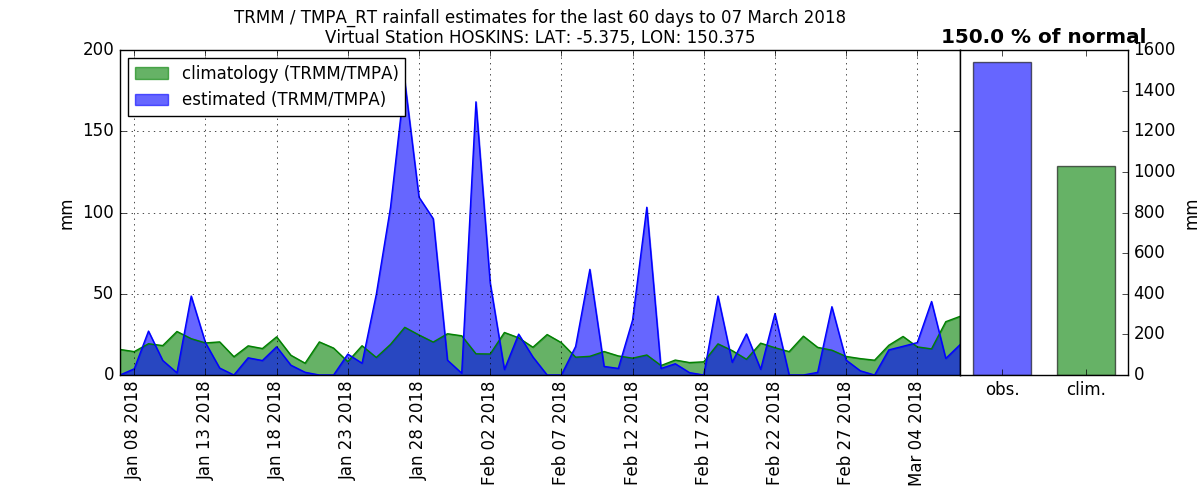 TRMM / TMPA_RT rainfall estimates for the last 60 days to 07 March 2018
Virtual Station HOSKINS: LAT: -5.375, LON: 150.375
150.0 % of normal
climatology (TRMM/TMPA)
estimated (TRMM/TMPA)
200
150
100
50
0
mm
Jan 08 2018
Jan 13 2018
Jan 18 2018
Jan 23 2018
Jan 28 2018
Feb 02 2018
Feb 07 2018
Feb 12 2018
Feb 17 2018
Feb 22 2018
Feb 27 2018
Mar 04 2018
1600
1400
1200
1000
800
600
400
200
0
mm
obs.
clim.